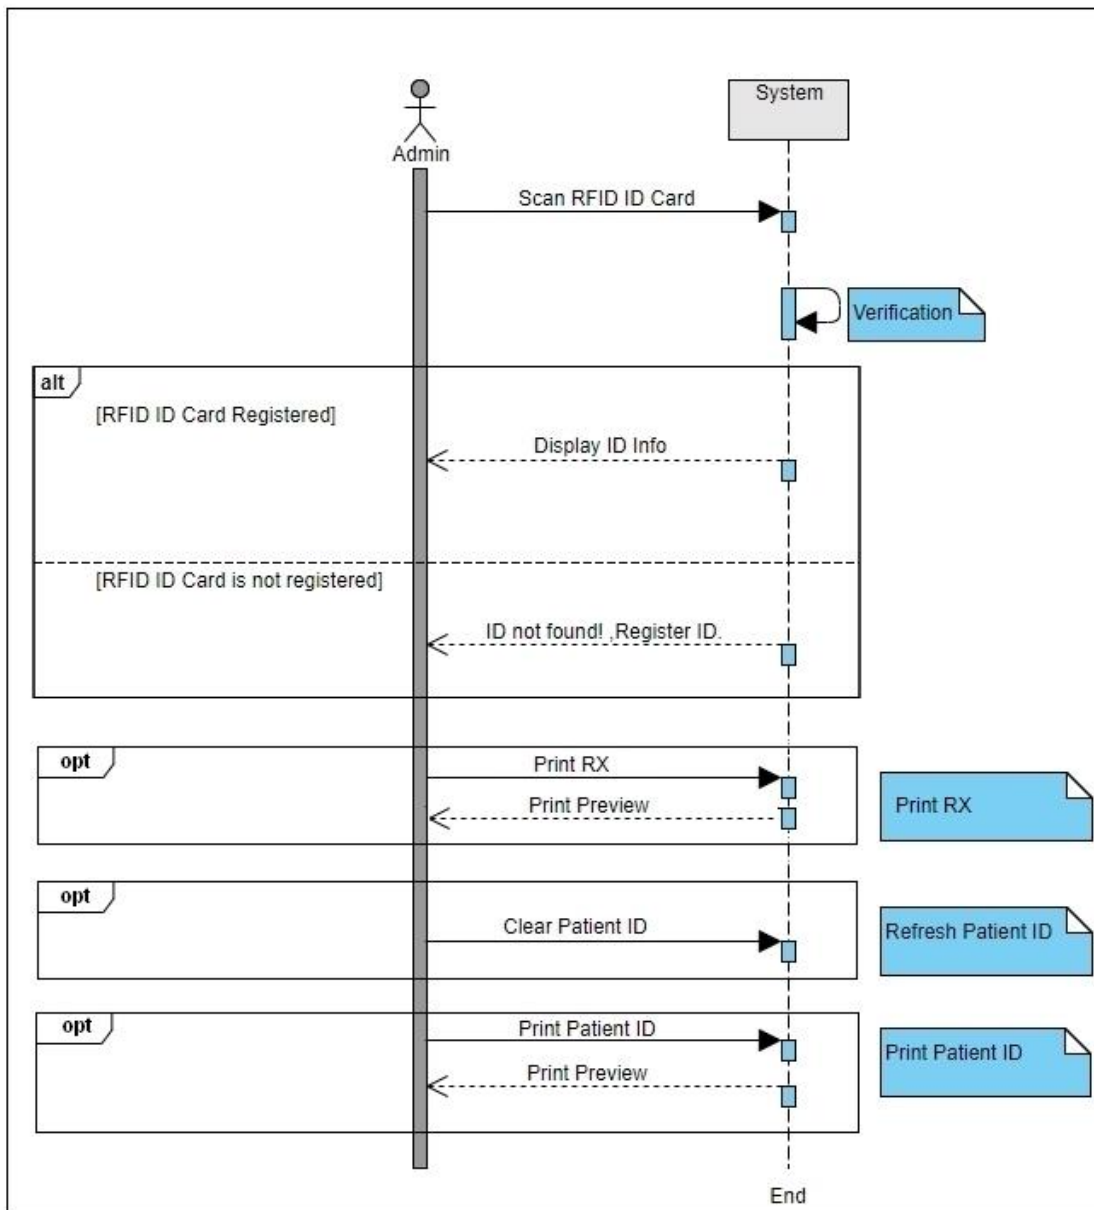 System
Admin
Scan RFID ID Card
Verification
alt
[RFID ID Card Registered]
Display ID Info
[RFID ID Card is not registered]
ID not found! ,Register ID.
opt
Print RX
Print Preview
Print RX
opt
Clear Patient ID
Refresh Patient ID
opt
Print Patient ID
Print Preview
Print Patient ID
End